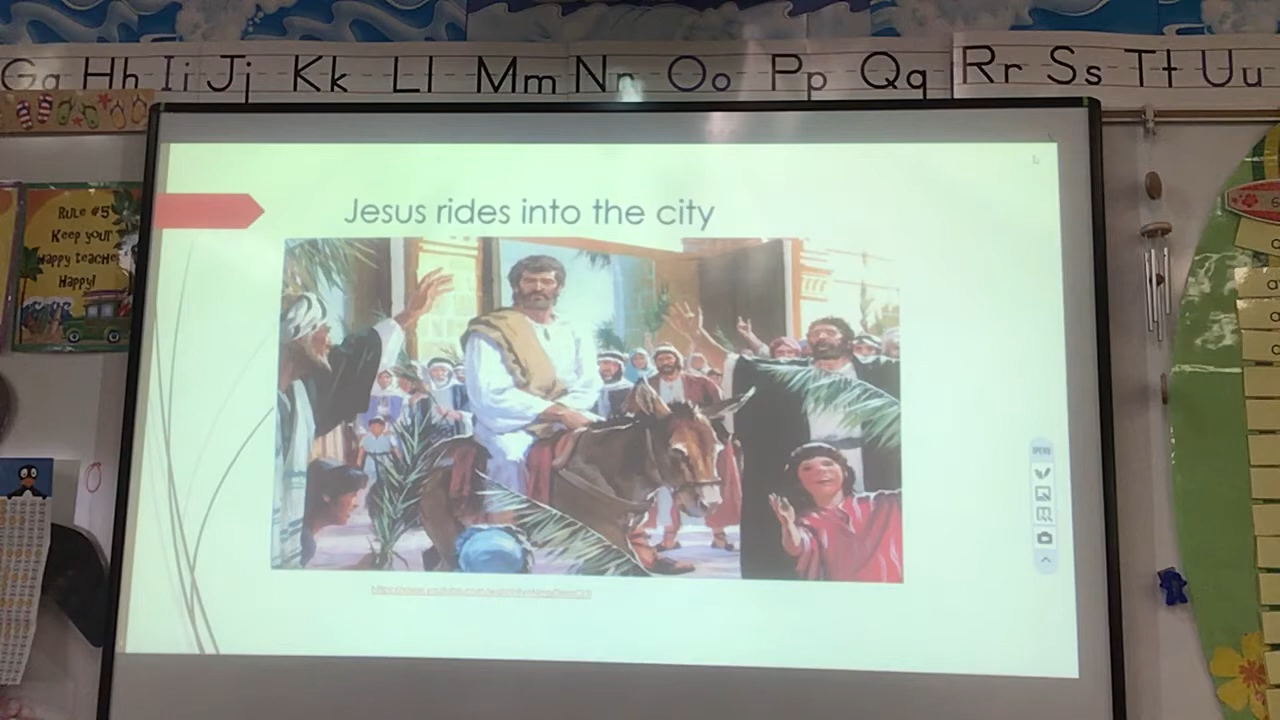 Gg Hh Ii Jj Kk Ll Mm Nn Oo Pp Qq Rr Ss Tt Uu
Rule #5
Keep your
Happy teacher
Happy!
Jesus rides into the city